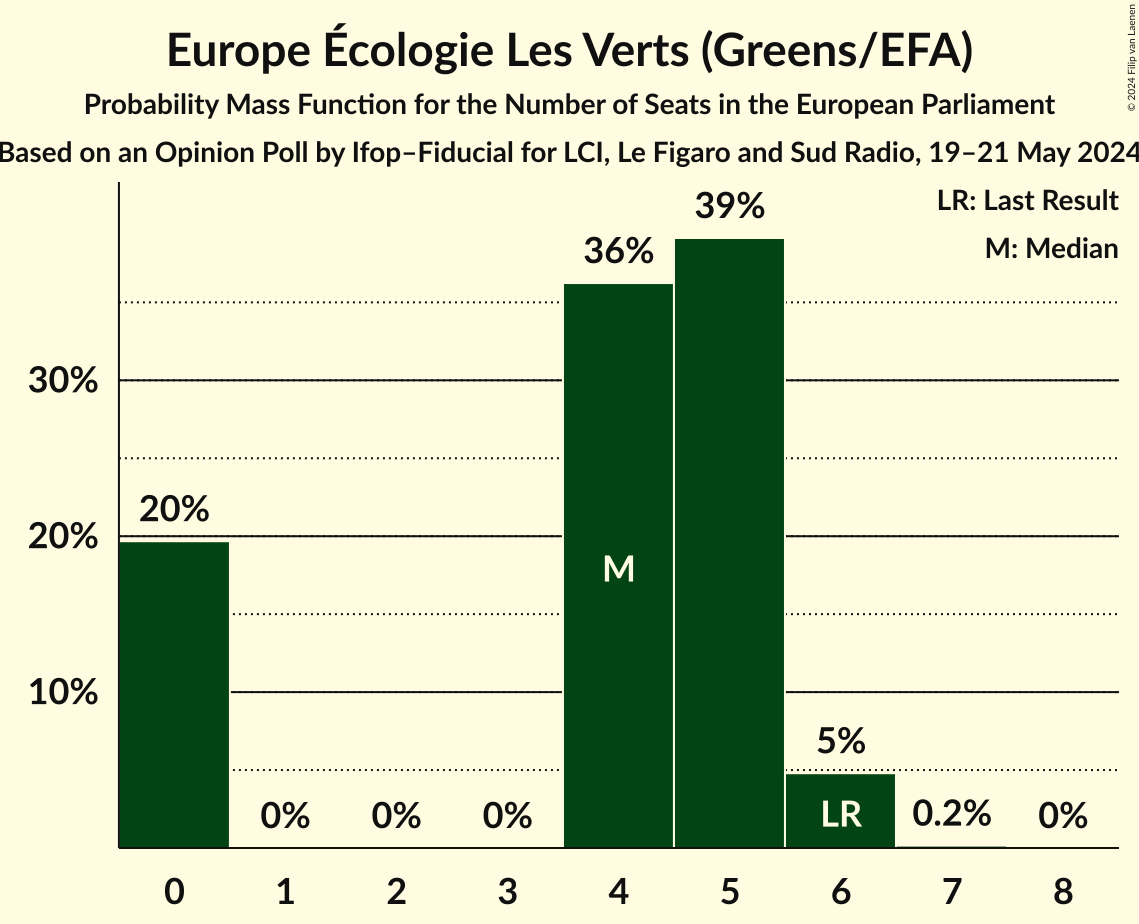 Europe Écologie Les Verts (Greens/EFA)
Probability Mass Function for the Number of Seats in the European Parliament
Based on an Opinion Poll by Ifop–Fiducial for LCI, Le Figaro and Sud Radio, 19–21 May 2024
© 2024 Filip van Laenen
LR: Last Result
M: Median
39%
36%
30%
20%
20%
M
10%
5%
LR
0%
0%
0%
0.2%
0%
0 1 2 3 4 5 6 7 8